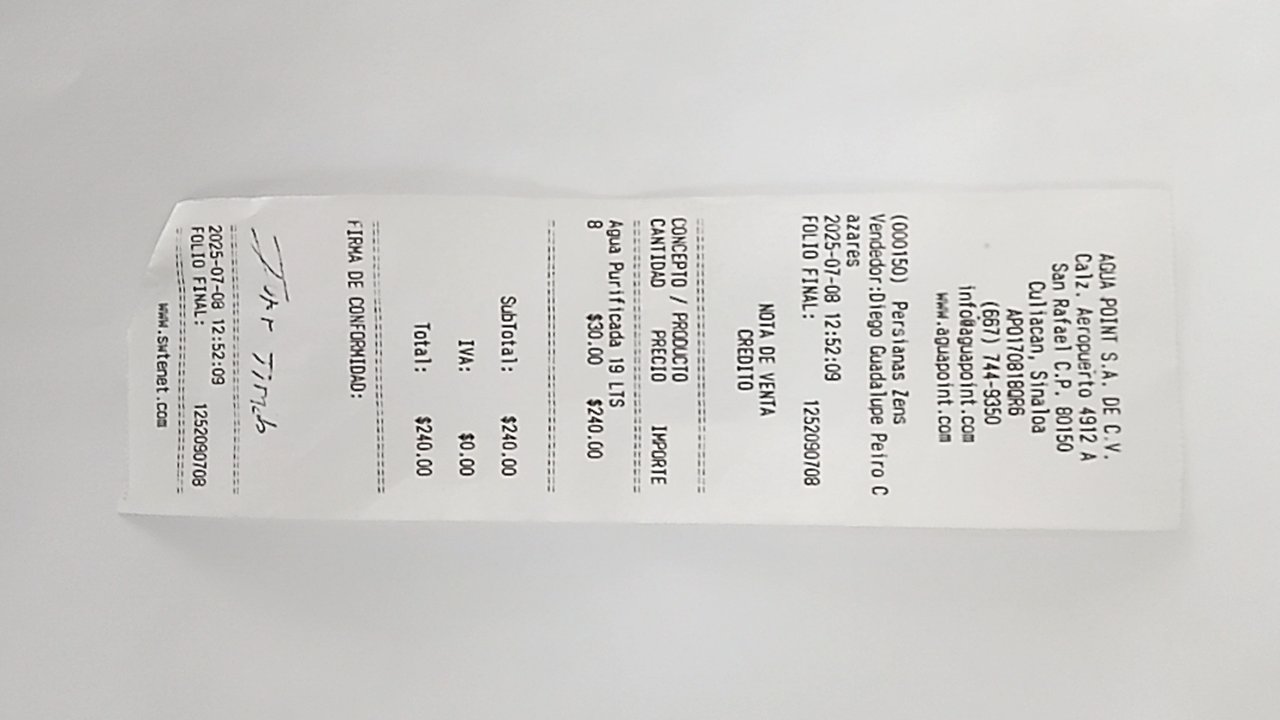 AGUA POINT S.A. DE C.V.
Calz. Aeropuerto 4912 A
San Rafael C.P. 80150
Culiacan, Sinaloa
APO1708180R6
(667) 744-9350
info@aguapoint.com
www.aguapoint.com
(000150) Persianas Zens
Vendedor:Diego Guadalupe Peiro C
azares
2025-07-08 12:52:09
FOLIO FINAL: 1252090708
NOTA DE VENTA
CREDITO
CONCEPTO / PRODUCTO
CANTIDAD PRECIO IMPORTE
Agua Purificada 19 LTS
8 $30.00 $240.00
SubTotal: $240.00
IVA: $0.00
Total: $240.00
FIRMA DE CONFORMIDAD:
2025-07-08 12:52:09
FOLIO FINAL: 1252090708
www.swtenet.com